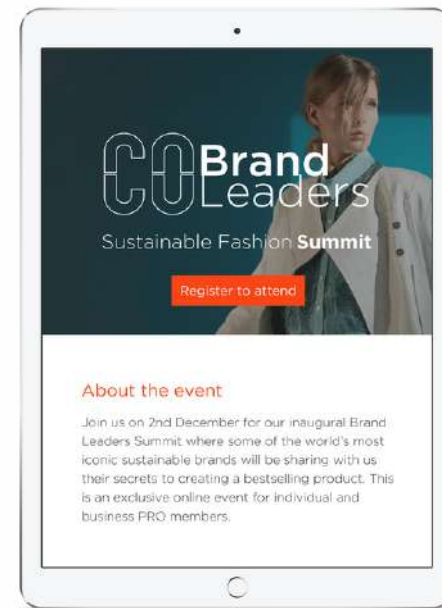 CO Brand
Leaders
Sustainable Fashion Summit
Register to attend
About the event
Join us on 2nd December for our inaugural Brand
Leaders Summit where some of the world's most
iconic sustainable brands will be sharing with us
their secrets to creating a bestselling product. This
is an exclusive online event for individual and
business PRO members.